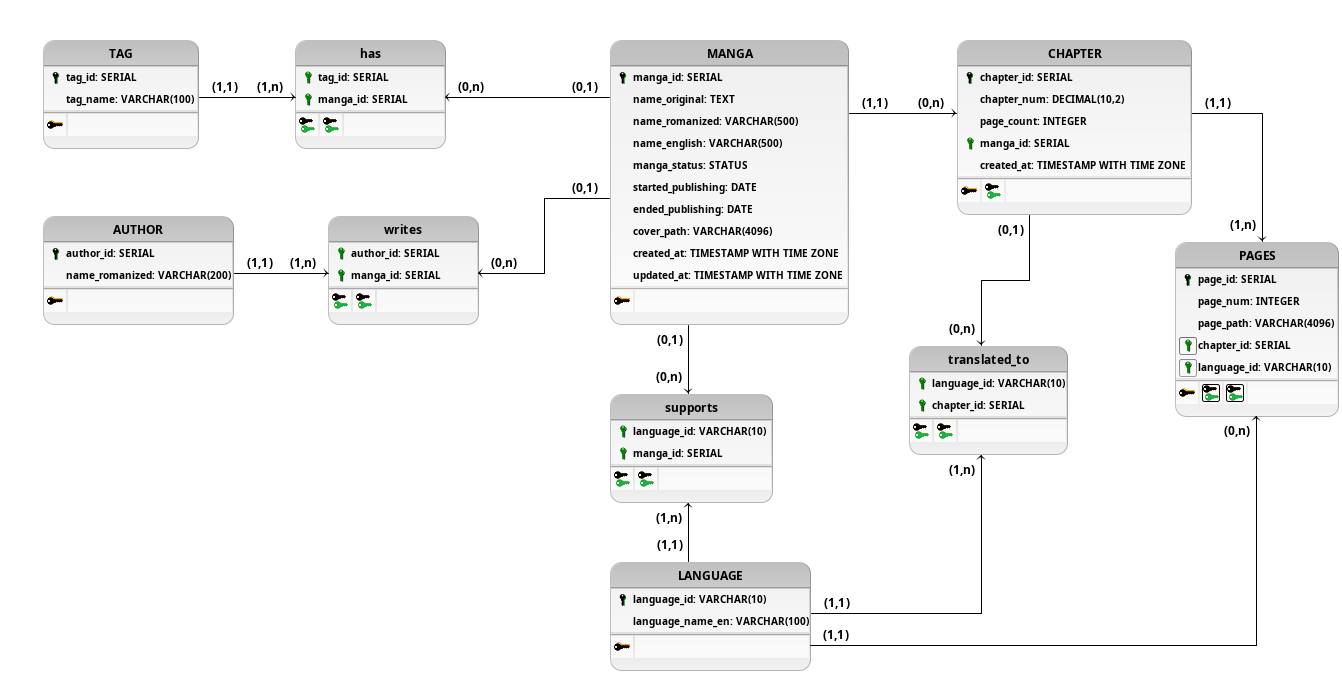 TAG
tag_id: SERIAL
tag_name: VARCHAR(100)
(1,1)
(1,n)
has
tag_id: SERIAL
manga_id: SERIAL
(0,n)
(0,1)
MANGA
manga_id: SERIAL
name_original: TEXT
name_romanized: VARCHAR(500)
name_english: VARCHAR(500)
manga_status: STATUS
started_publishing: DATE
ended_publishing: DATE
cover_path: VARCHAR(4096)
created_at: TIMESTAMP WITH TIME ZONE
updated_at: TIMESTAMP WITH TIME ZONE
(1,1)
(0,n)
CHAPTER
chapter_id: SERIAL
chapter_num: DECIMAL(10,2)
page_count: INTEGER
manga_id: SERIAL
created_at: TIMESTAMP WITH TIME ZONE
(1,1)
(1,n)
PAGES
page_id: SERIAL
page_num: INTEGER
page_path: VARCHAR(4096)
chapter_id: SERIAL
language_id: VARCHAR(10)
(0,n)
AUTHOR
author_id: SERIAL
name_romanized: VARCHAR(200)
(1,1)
(1,n)
writes
author_id: SERIAL
manga_id: SERIAL
(0,n)
(0,1)
(0,1)
(0,n)
supports
language_id: VARCHAR(10)
manga_id: SERIAL
(1,n)
(1,1)
(0,1)
(0,n)
translated_to
language_id: VARCHAR(10)
chapter_id: SERIAL
(1,n)
LANGUAGE
language_id: VARCHAR(10)
language_name_en: VARCHAR(100)
(1,1)
(1,1)